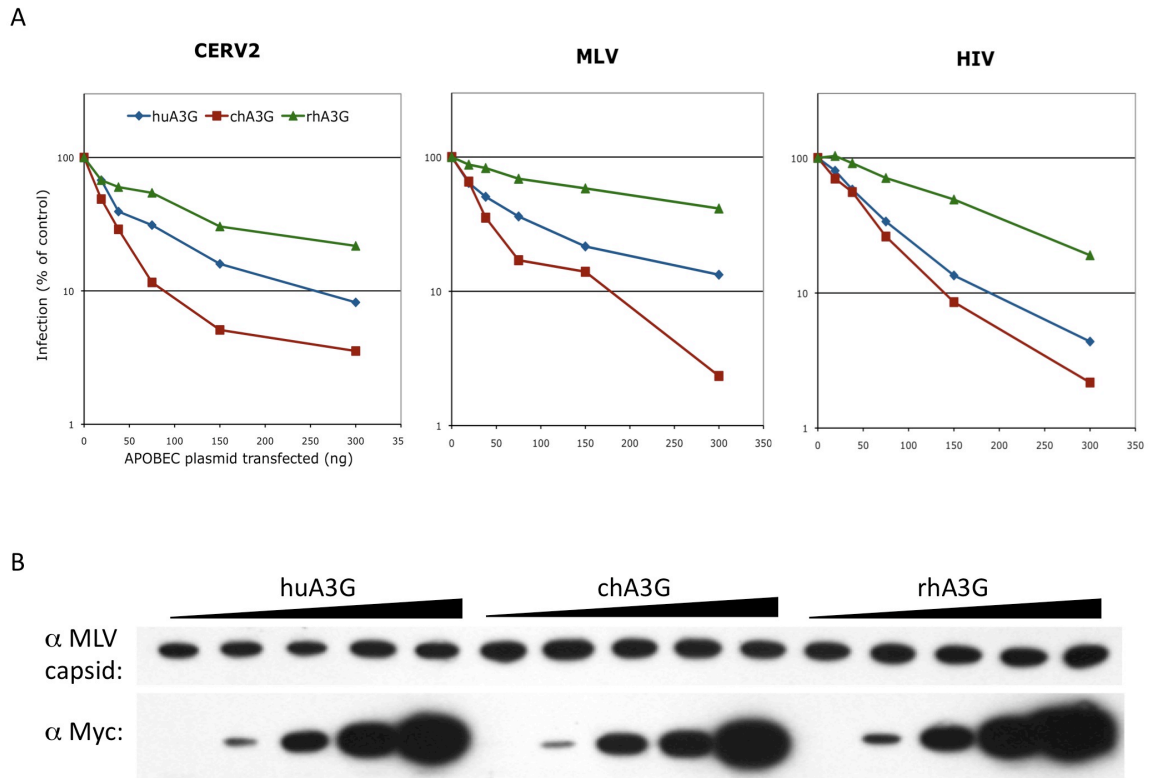 A
CERV2
MLV
HIV
huA3G chA3G rhA3G
Infection (% of control)
100
10
1
0 50 100 150 200 250 300 35
APOBEC plasmid transfected (ng)
100
10
1
0 50 100 150 200 250 300 350
100
10
1
0 50 100 150 200 250 300 350
B
huA3G chA3G rhA3G
α MLV
capsid:
α Myc: